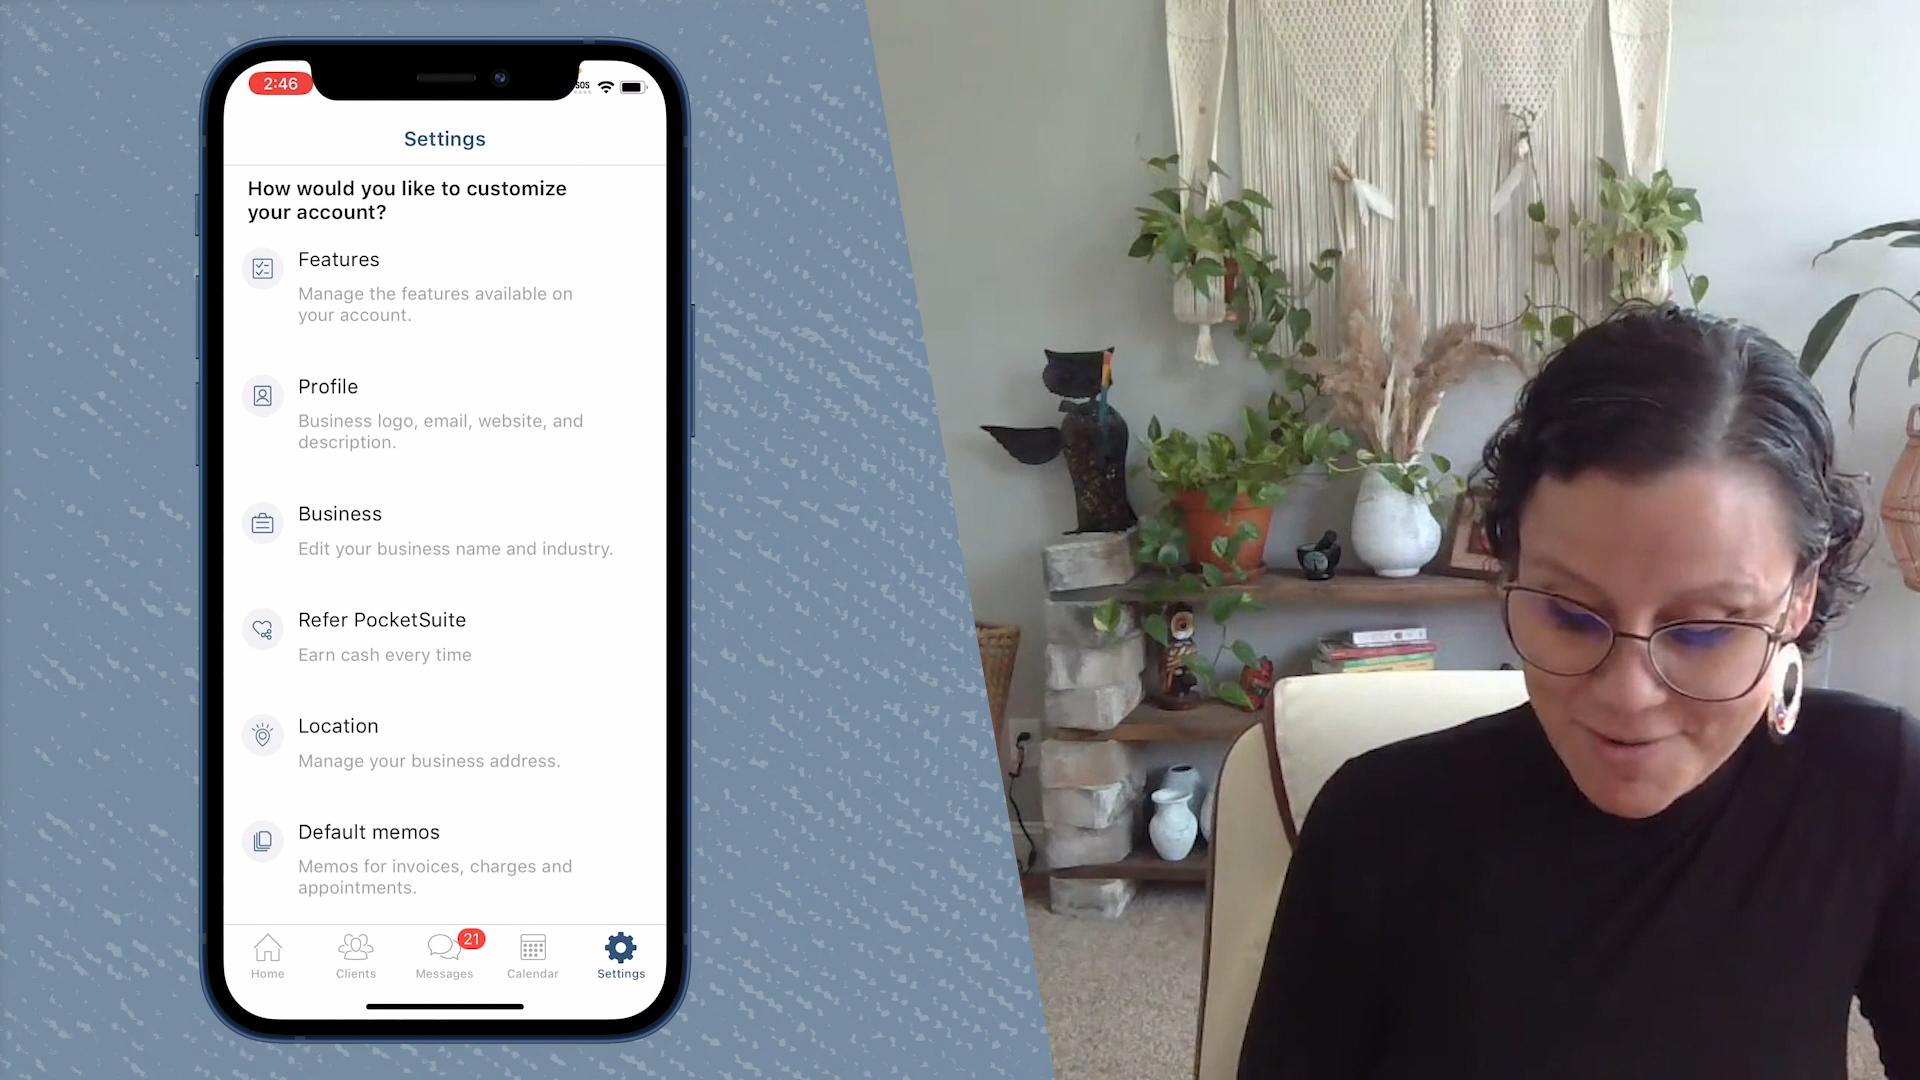 2:46
SOS
Settings
How would you like to customize
your account?
Features
Manage the features available on
your account.
Profile
Business logo, email, website, and
description.
Business
Edit your business name and industry.
Refer PocketSuite
Earn cash every time
Location
Manage your business address.
Default memos
Memos for invoices, charges and
appointments.
21
Home
Clients
Messages
Calendar
Settings